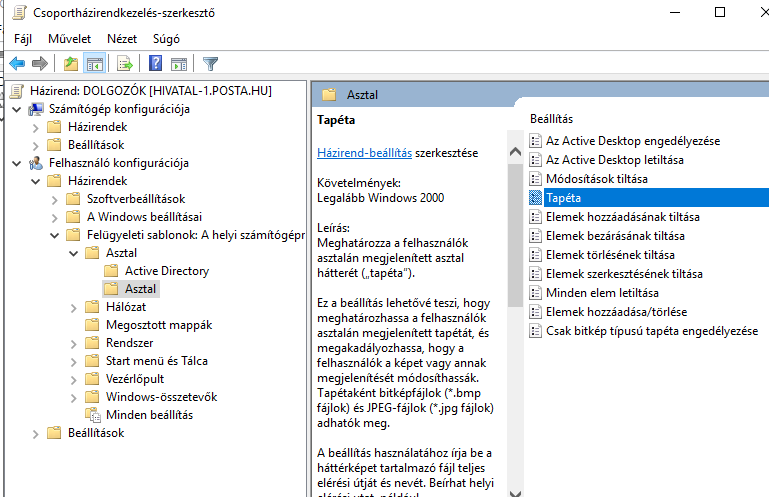 Csoportházirendkezelés-szerkesztő
Fájl Művelet Nézet Súgó
Házirend: DOLGOZÓK [HIVATAL-1.POSTA.HU]
Számítógép konfigurációja
Házirendek
Beállítások
Felhasználó konfigurációja
Házirendek
Szoftverbeállítások
A Windows beállításai
Felügyeleti sablonok: A helyi számítógépr
Asztal
Active Directory
Asztal
Hálózat
Megosztott mappák
Rendszer
Start menü és Tálca
Vezérlőpult
Windows-összetevők
Minden beállítás
Beállítások
Asztal
Tapéta
Házirend-beállítás szerkesztése
Követelmények:
Legalább Windows 2000
Leírás:
Meghatározza a felhasználók
asztalán megjelenített asztal
hátterét („tapéta”).
Ez a beállítás lehetővé teszi, hogy
meghatározhassa a felhasználók
asztalán megjelenített tapétát, és
megakadályozhassa, hogy a
felhasználók a képet vagy annak
megjelenítését módosíthassák.
Tapétaként bitképfájlok (*.bmp
fájlok) és JPEG-fájlok (*.jpg fájlok)
adhatók meg.
A beállítás használatához írja be a
háttérképet tartalmazó fájl teljes
elérési útját és nevét. Beírhat helyi
elérési utat, például
Beállítás
Az Active Desktop engedélyezése
Az Active Desktop letiltása
Módosítások tiltása
Tapéta
Elemek hozzáadásának tiltása
Elemek bezárásának tiltása
Elemek törlésének tiltása
Elemek szerkesztésének tiltása
Minden elem letiltása
Elemek hozzáadása/törlése
Csak bitkép típusú tapéta engedélyezése